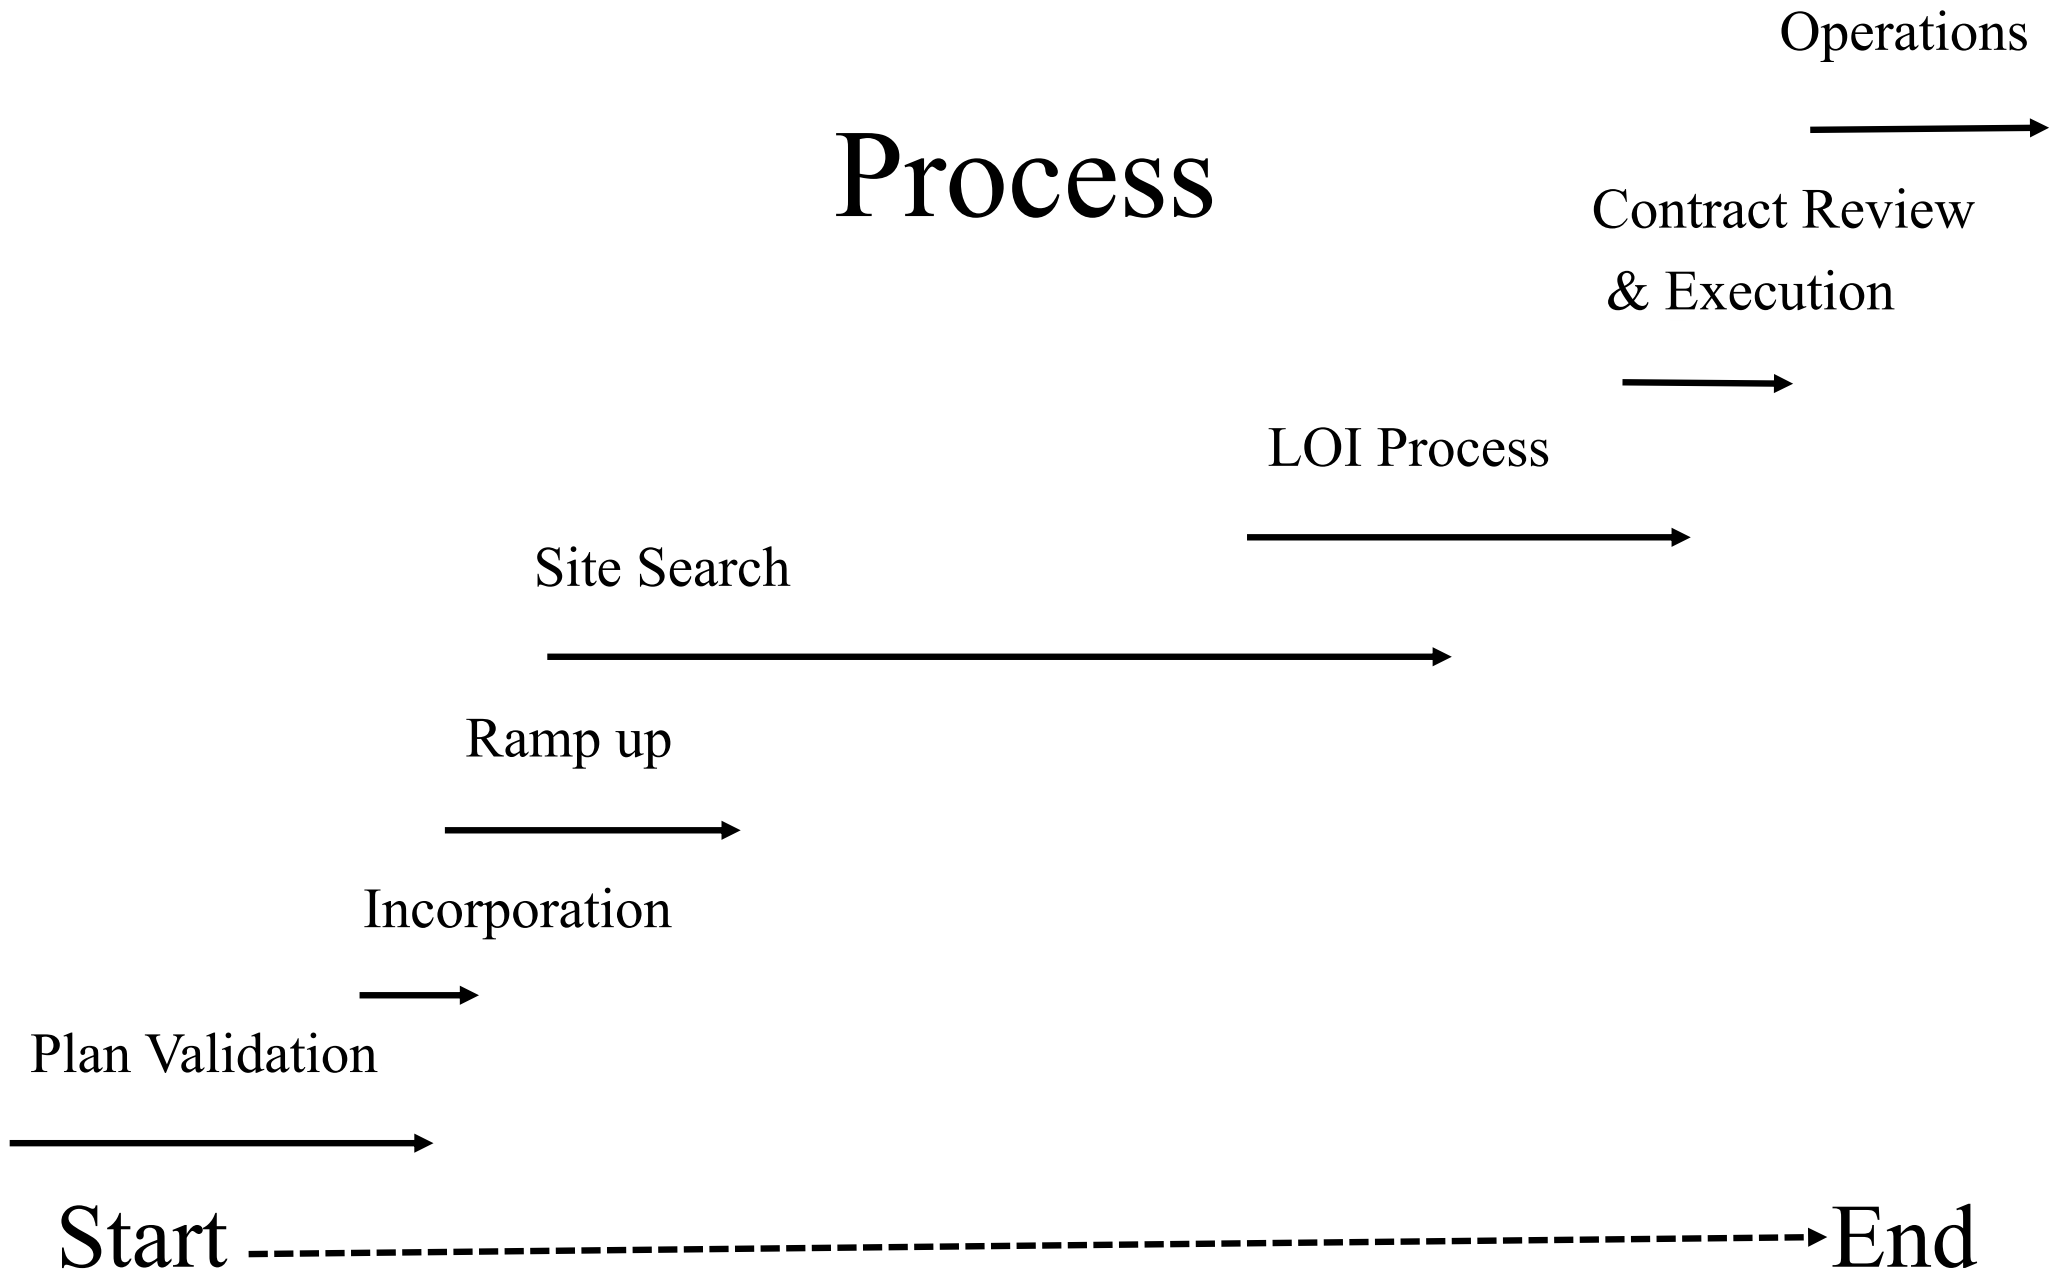 Operations
Process
Contract Review
& Execution
LOI Process
Site Search
Ramp up
Incorporation
Plan Validation
Start
End